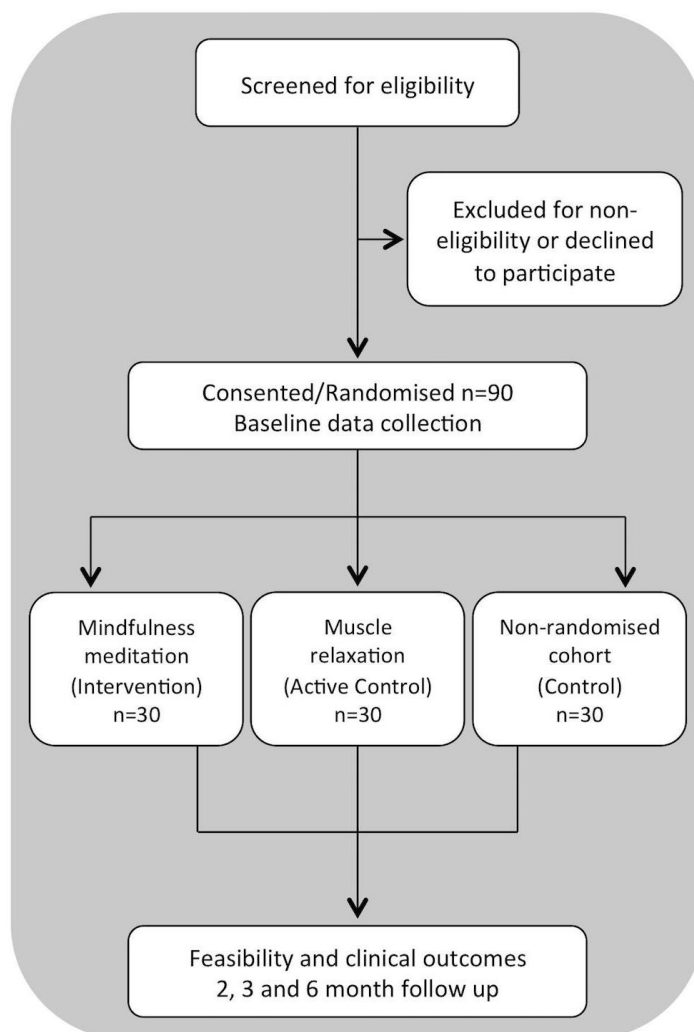 Screened for eligibility
Excluded for non-
eligibility or declined
to participate
Consented/Randomised n=90
Baseline data collection
Mindfulness
meditation
(Intervention)
n=30
Muscle
relaxation
(Active Control)
n=30
Non-randomised
cohort
(Control)
n=30
Feasibility and clinical outcomes
2, 3 and 6 month follow up